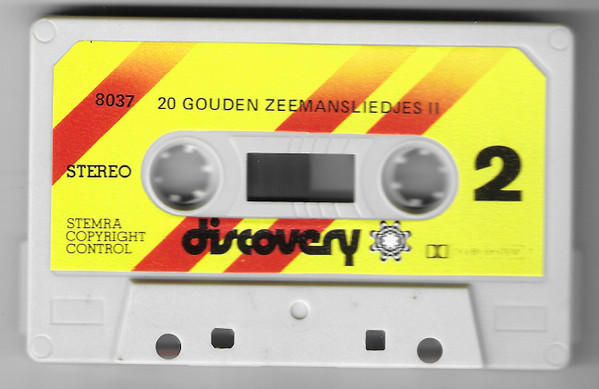 8037 20 GOUDEN ZEEMANSLIEDJES II
STEREO
2
STEMRA
COPYRIGHT
CONTROL
discovery